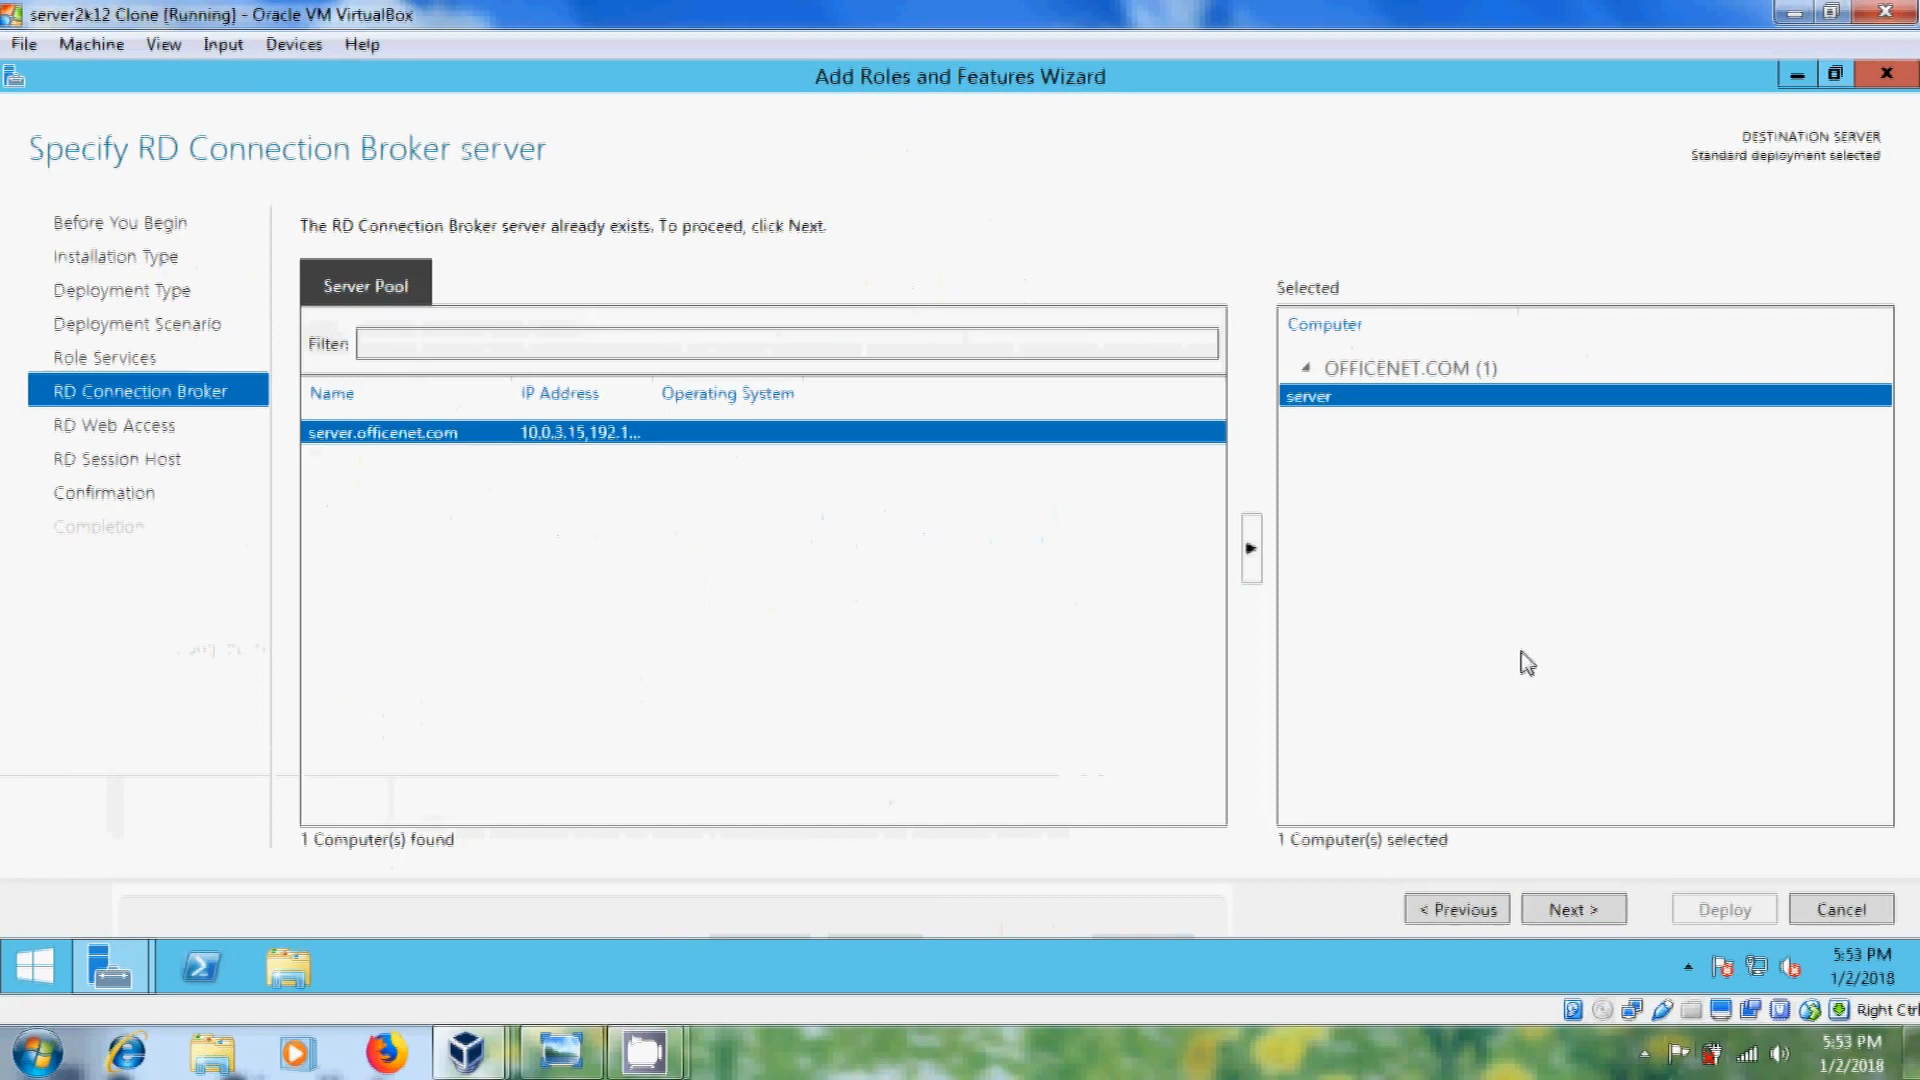 server2k12 Clone [Running] - Oracle VM VirtualBox
File Machine View Input Devices Help
Add Roles and Features Wizard
Specify RD Connection Broker server
DESTINATION SERVER
Standard deployment selected
Before You Begin
Installation Type
Deployment Type
Deployment Scenario
Role Services
RD Connection Broker
RD Web Access
RD Session Host
Confirmation
Completion
The RD Connection Broker server already exists. To proceed, click Next.
Server Pool
Filter:
Name IP Address Operating System
server.officenet.com 10.0.3.15,192.1...
1 Computer(s) found
Selected
Computer
OFFICENET.COM (1)
server
1 Computer(s) selected
< Previous Next > Deploy Cancel
5:53 PM
1/2/2018
Right Ctrl
5:53 PM
1/2/2018